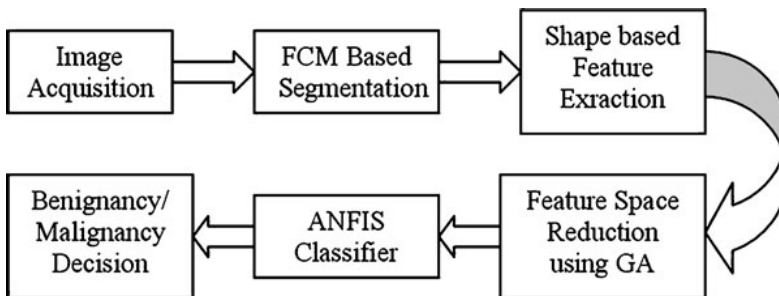 Image
Acquisition
FCM Based
Segmentation
Shape based
Feature
Exraction
Feature Space
Reduction
using GA
ANFIS
Classifier
Benignancy/
Malignancy
Decision